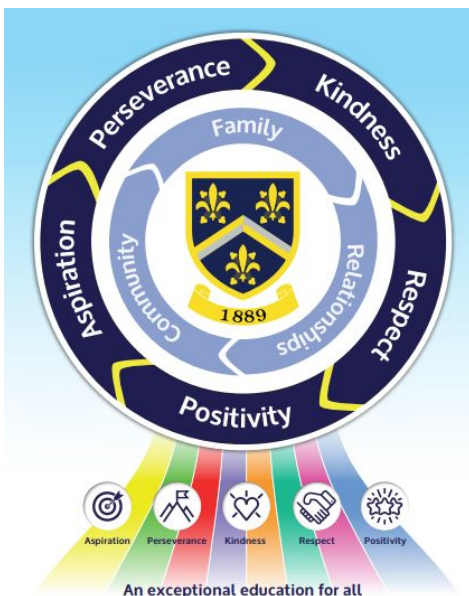 Perseverance
Kindness
Respect
Positivity
Aspiration
Family
Relationships
Community
1889
Aspiration
Perseverance
Kindness
Respect
Positivity
An exceptional education for all